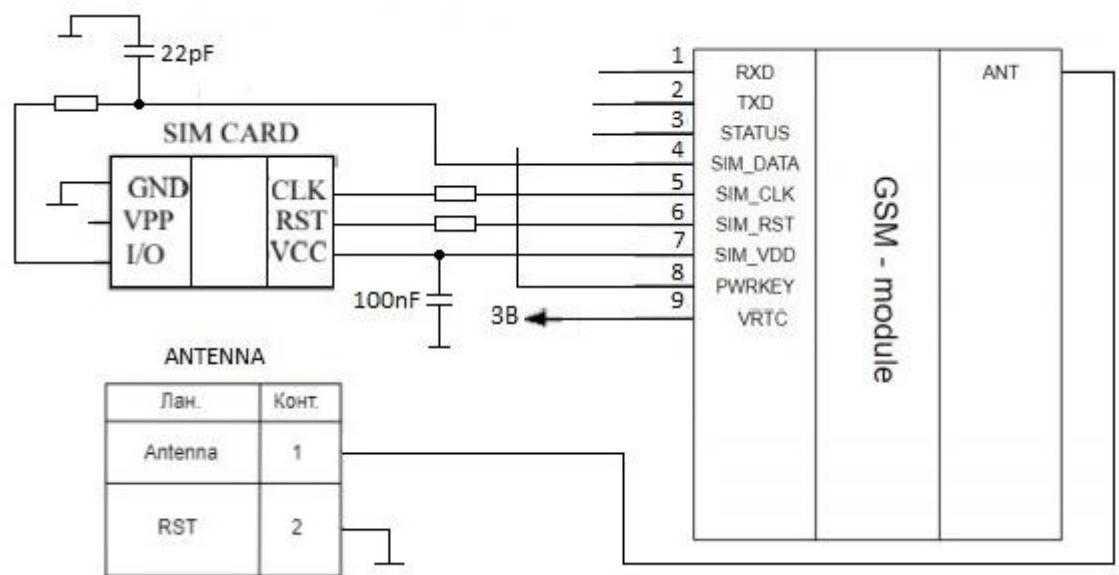 22pF
SIM CARD
GND
VPP
I/O
CLK
RST
VCC
100nF
3В
1
2
3
4
5
6
7
8
9
RXD
TXD
STATUS
SIM_DATA
SIM_CLK
SIM_RST
SIM_VDD
PWRKEY
VRTC
GSM - module
ANT
ANTENNA
Лан. Конт.
Antenna 1
RST 2